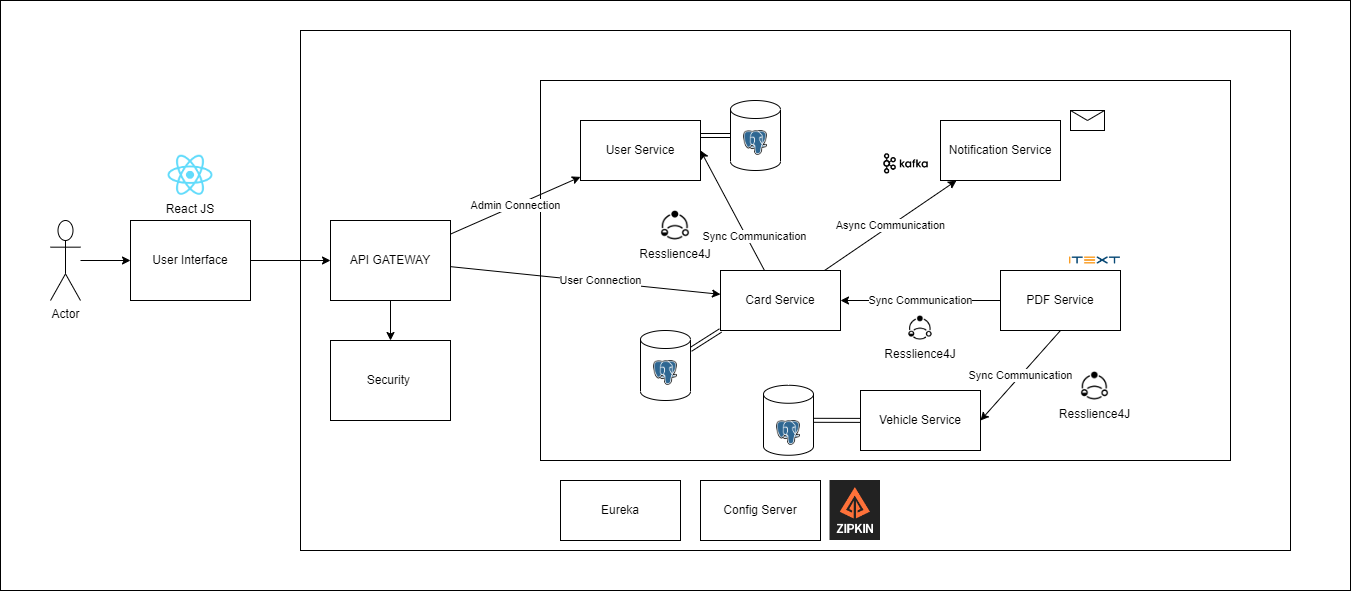 React JS
Actor
User Interface
API GATEWAY
Security
Admin Connection
User Connection
User Service
Resslience4J
Sync Communication
kafka
Notification Service
Async Communication
Card Service
Sync Communication
Resslience4J
iTEXT
PDF Service
Sync Communication
Resslience4J
Vehicle Service
Eureka
Config Server
ZIPKIN